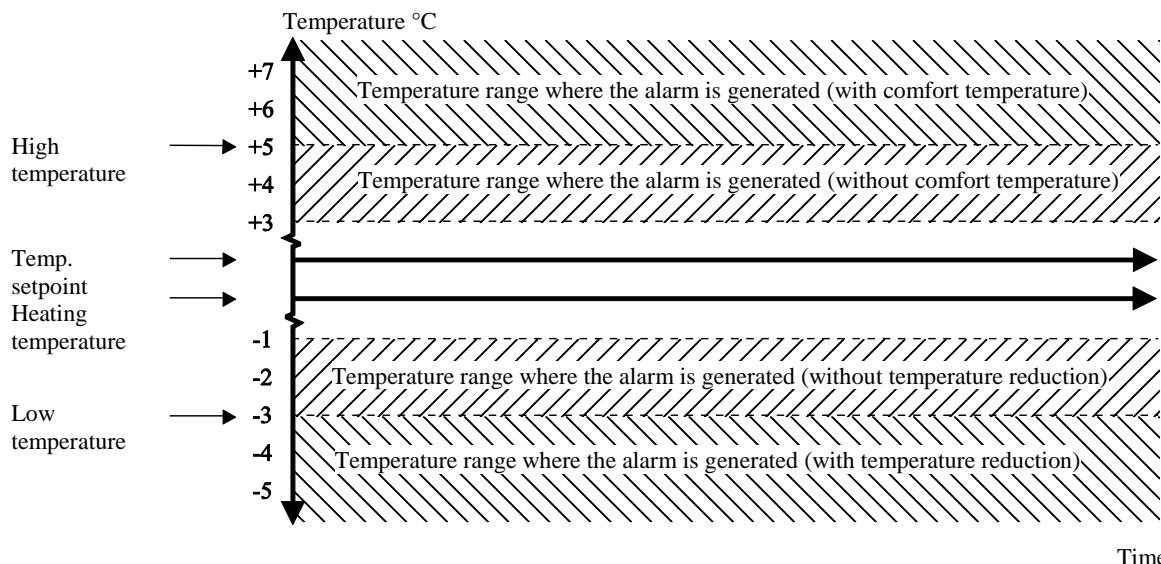 Temperature °C
+7
Temperature range where the alarm is generated (with comfort temperature)
+6
High
temperature
+5
+4
Temperature range where the alarm is generated (without comfort temperature)
+3
Temp.
setpoint
Heating
temperature
-1
-2
Temperature range where the alarm is generated (without temperature reduction)
Low
temperature
-3
-4
Temperature range where the alarm is generated (with temperature reduction)
-5
Time